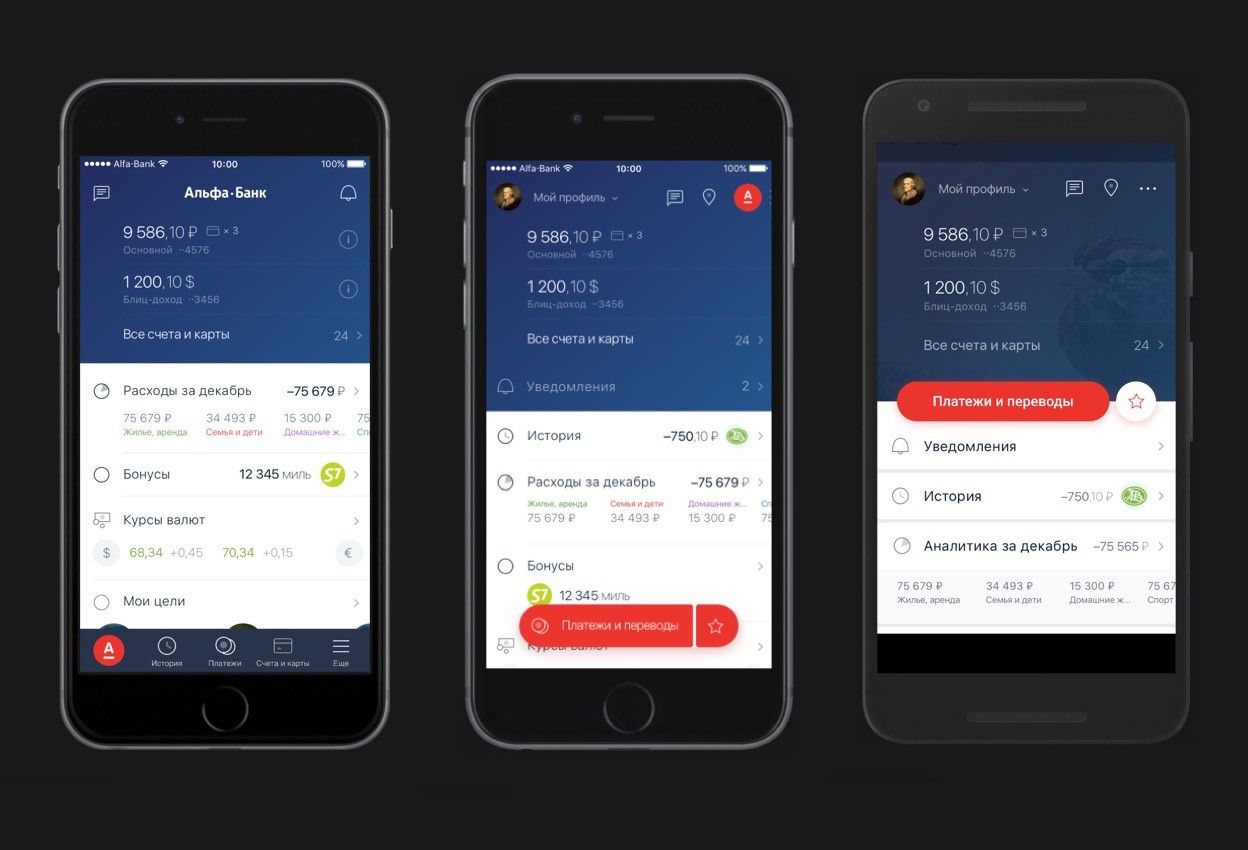 Alfa-Bank 10:00 100%
Альфа·Банк
9 586,10 ₽ × 3
Основной ··4576
1 200,10 $
Блиц-доход ··3456
Все счета и карты 24
Расходы за декабрь −75 679 ₽
75 679 ₽ 34 493 ₽ 15 300 ₽ 75
Жилье, аренда Семья и дети Домашние ж...
Бонусы 12 345 МИЛЬ S7
Курсы валют
$ 68,34 +0,45 70,34 +0,15 €
Мои цели
А История Платежи Счета и карты Еще
Alfa-Bank 10:00 100%
Мой профиль А
9 586,10 ₽ × 3
Основной ··4576
1 200,10 $
Блиц-доход ··3456
Все счета и карты 24
Уведомления 2
История −750,10 ₽
Расходы за декабрь −75 679 ₽
Жилье, аренда Семья и дети Домашние ж... Сп
75 679 ₽ 34 493 ₽ 15 300 ₽ 75
Бонусы
S7 12 345 МИЛЬ
Платежи и переводы
Курсы валют
Мой профиль
9 586,10 ₽ × 3
Основной ··4576
1 200,10 $
Блиц-доход ··3456
Все счета и карты 24
Платежи и переводы
Уведомления
История −750,10 ₽
Аналитика за декабрь −75 565 ₽
75 679 ₽ 34 493 ₽ 15 300 ₽ 75 67
Жилье, аренда Семья и дети Домашние ж... Спорт